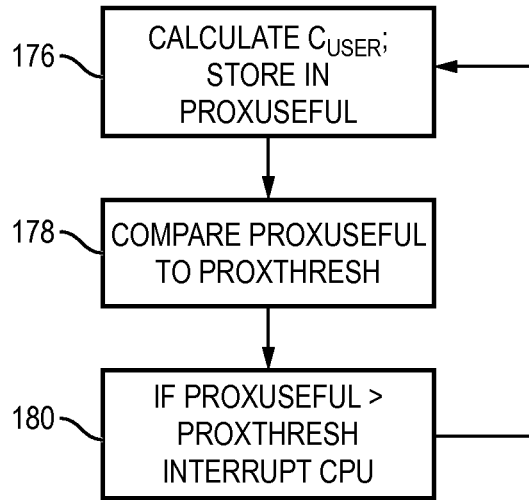 176
CALCULATE CUSER;
STORE IN
PROXUSEFUL
178
COMPARE PROXUSEFUL
TO PROXTHRESH
180
IF PROXUSEFUL >
PROXTHRESH
INTERRUPT CPU